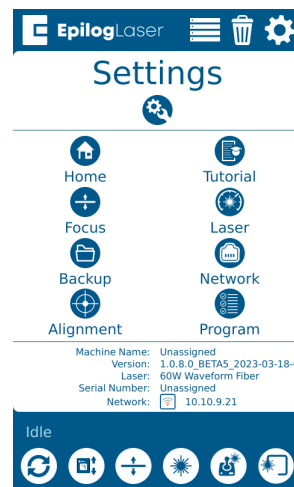 EpilogLaser
Settings
Home Tutorial
Focus Laser
Backup Network
Alignment Program
Machine Name: Unassigned
Version: 1.0.8.0_BETA5_2023-03-18-
Laser: 60W Waveform Fiber
Serial Number: Unassigned
Network: 10.10.9.21
Idle